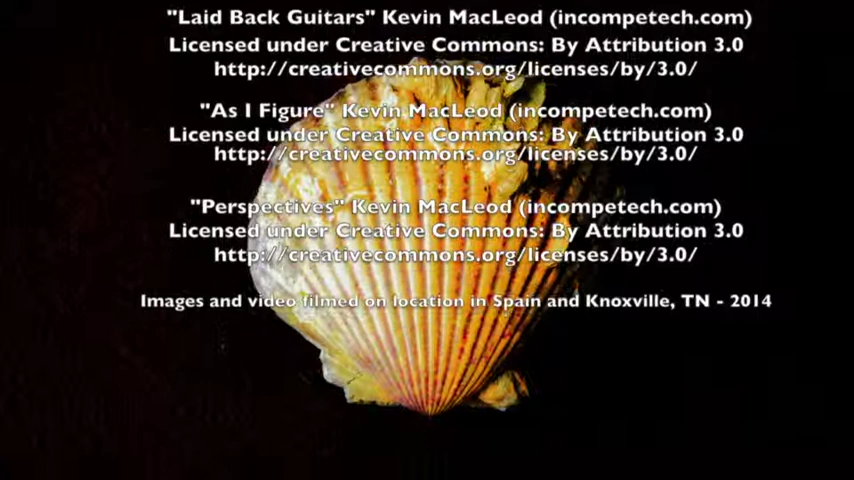 "Laid Back Guitars" Kevin MacLeod (incompetech.com)
Licensed under Creative Commons: By Attribution 3.0
http://creativecommons.org/licenses/by/3.0/
"As I Figure" Kevin MacLeod (incompetech.com)
Licensed under Creative Commons: By Attribution 3.0
http://creativecommons.org/licenses/by/3.0/
"Perspectives" Kevin MacLeod (incompetech.com)
Licensed under Creative Commons: By Attribution 3.0
http://creativecommons.org/licenses/by/3.0/
Images and video filmed on location in Spain and Knoxville, TN - 2014